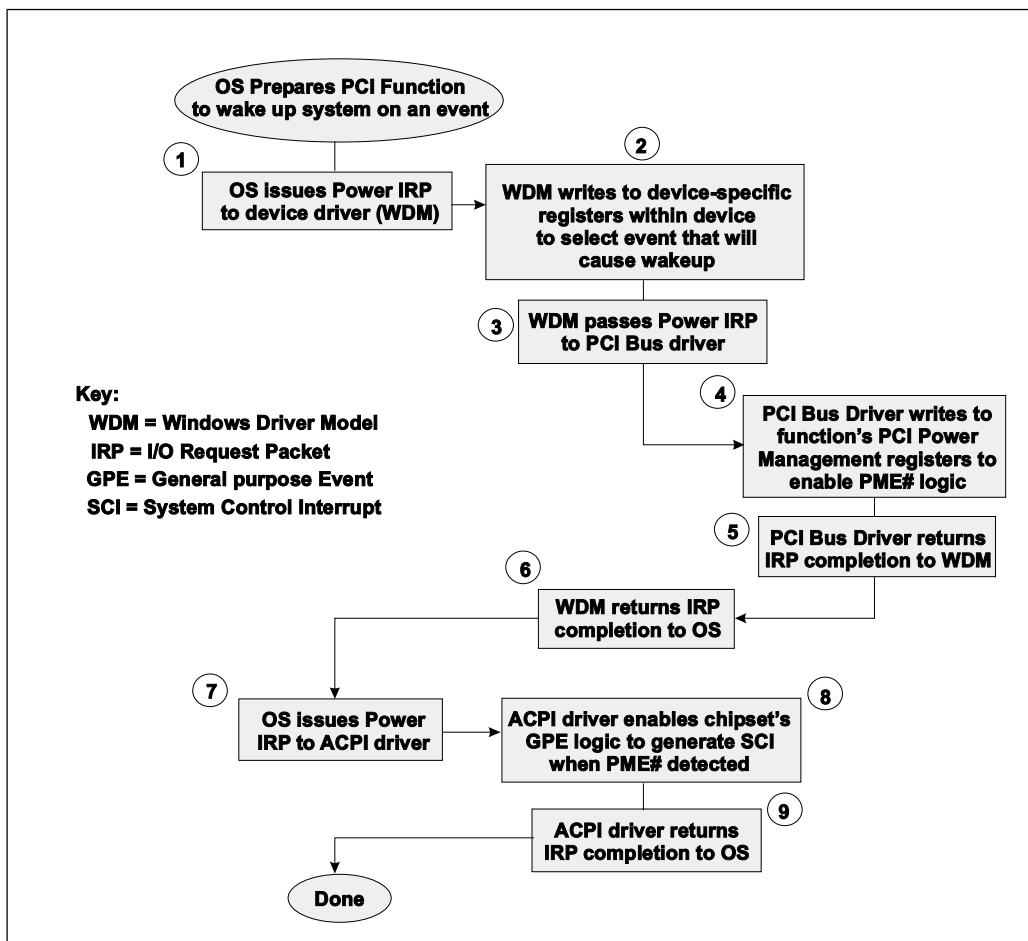 OS Prepares PCI Function
to wake up system on an event
1
OS issues Power IRP
to device driver (WDM)
2
WDM writes to device-specific
registers within device
to select event that will
cause wakeup
3
WDM passes Power IRP
to PCI Bus driver
4
PCI Bus Driver writes to
function's PCI Power
Management registers to
enable PME# logic
Key:
WDM = Windows Driver Model
IRP = I/O Request Packet
GPE = General purpose Event
SCI = System Control Interrupt
5
PCI Bus Driver returns
IRP completion to WDM
6
WDM returns IRP
completion to OS
7
OS issues Power
IRP to ACPI driver
8
ACPI driver enables chipset's
GPE logic to generate SCI
when PME# detected
9
ACPI driver returns
IRP completion to OS
Done